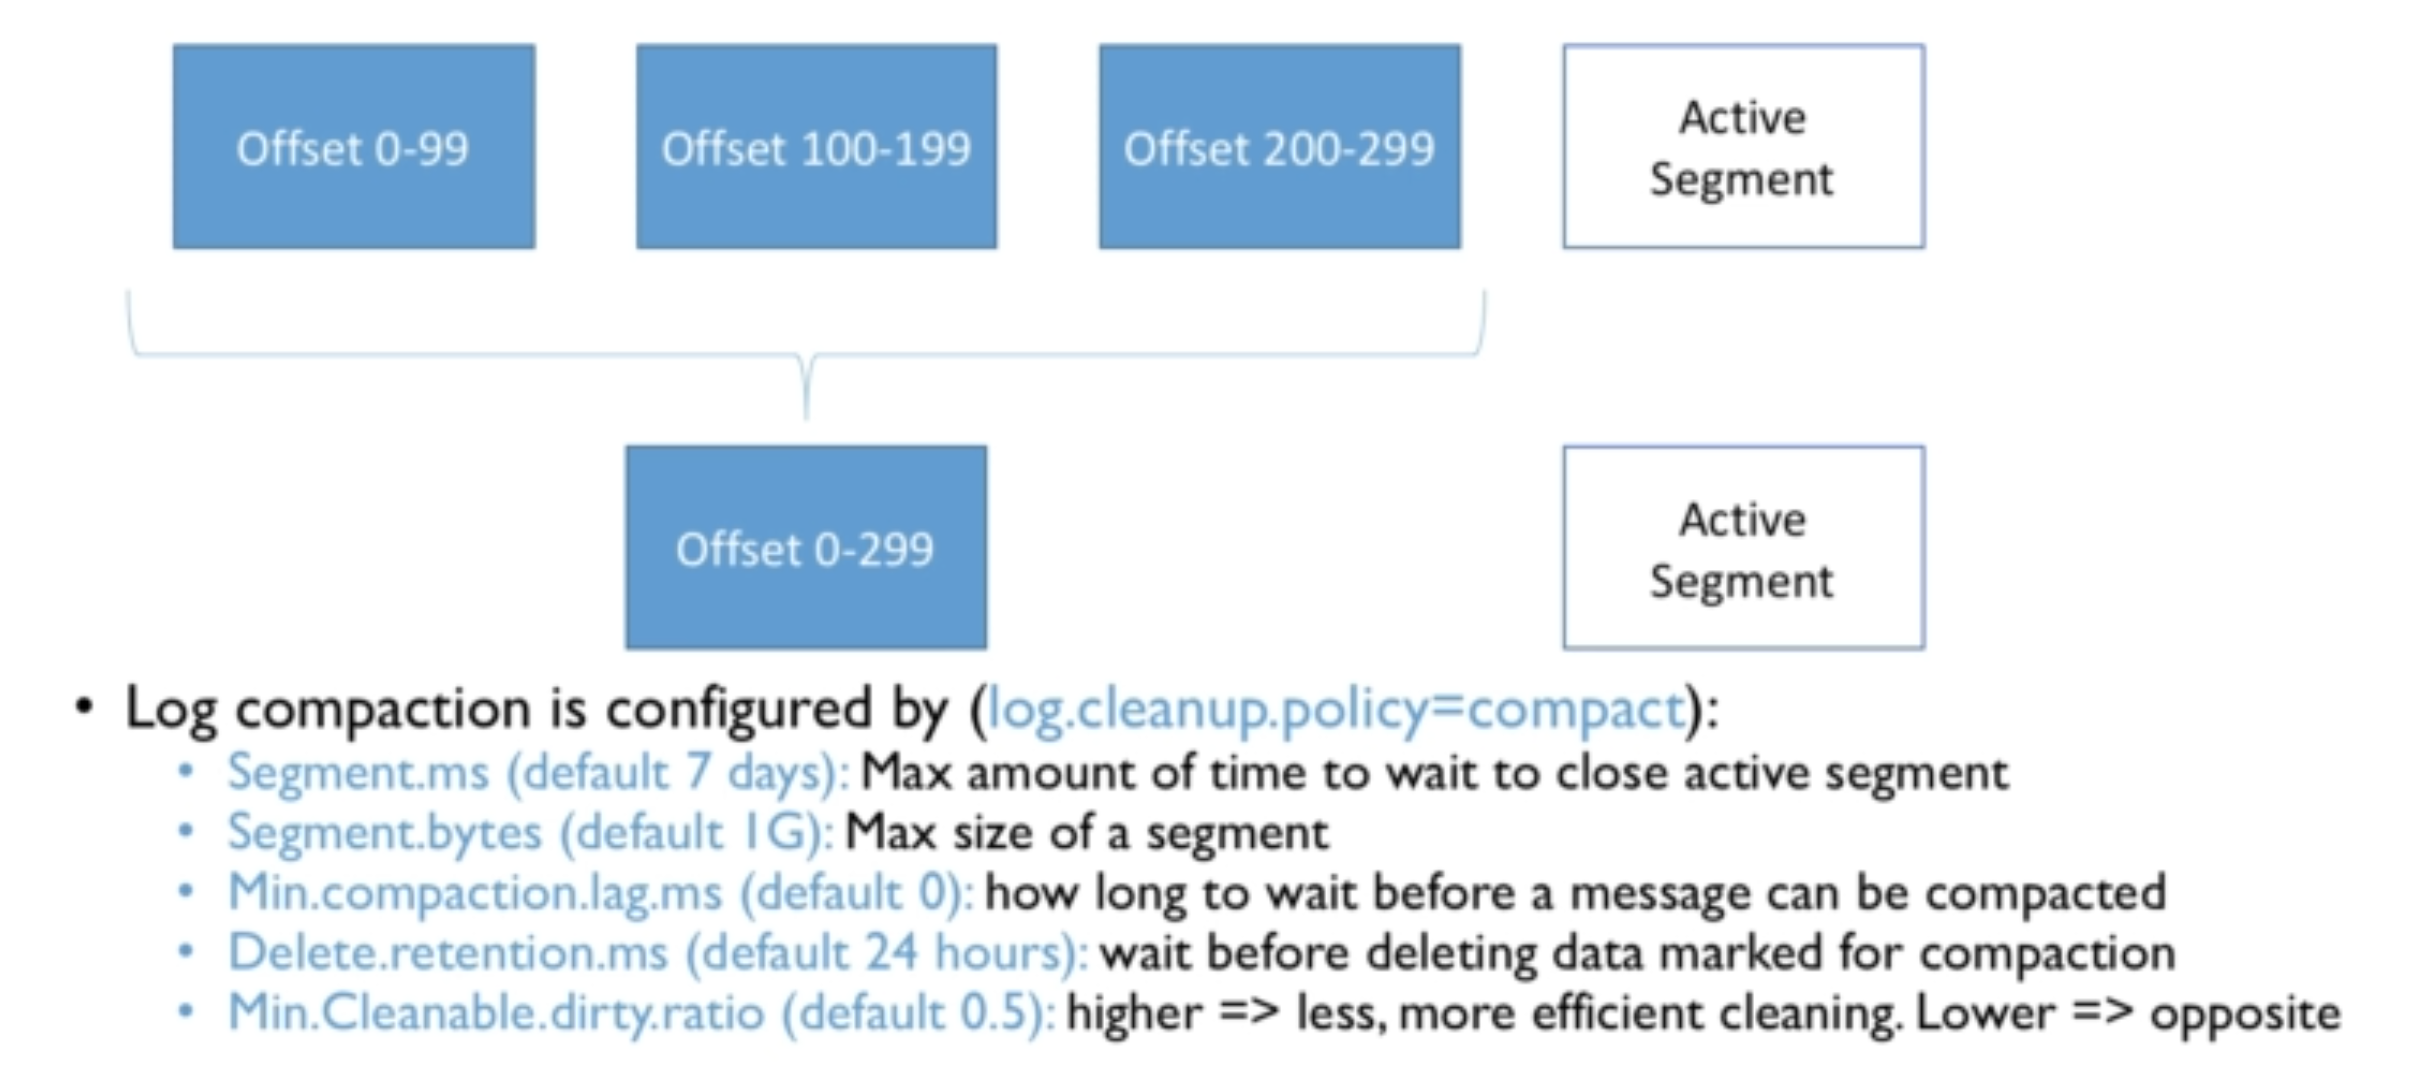 Offset 0-99
Offset 100-199
Offset 200-299
Active
Segment
Offset 0-299
Active
Segment
• Log compaction is configured by (log.cleanup.policy=compact):
• Segment.ms (default 7 days): Max amount of time to wait to close active segment
• Segment.bytes (default 1G): Max size of a segment
• Min.compaction.lag.ms (default 0): how long to wait before a message can be compacted
• Delete.retention.ms (default 24 hours): wait before deleting data marked for compaction
• Min.Cleanable.dirty.ratio (default 0.5): higher => less, more efficient cleaning. Lower => opposite